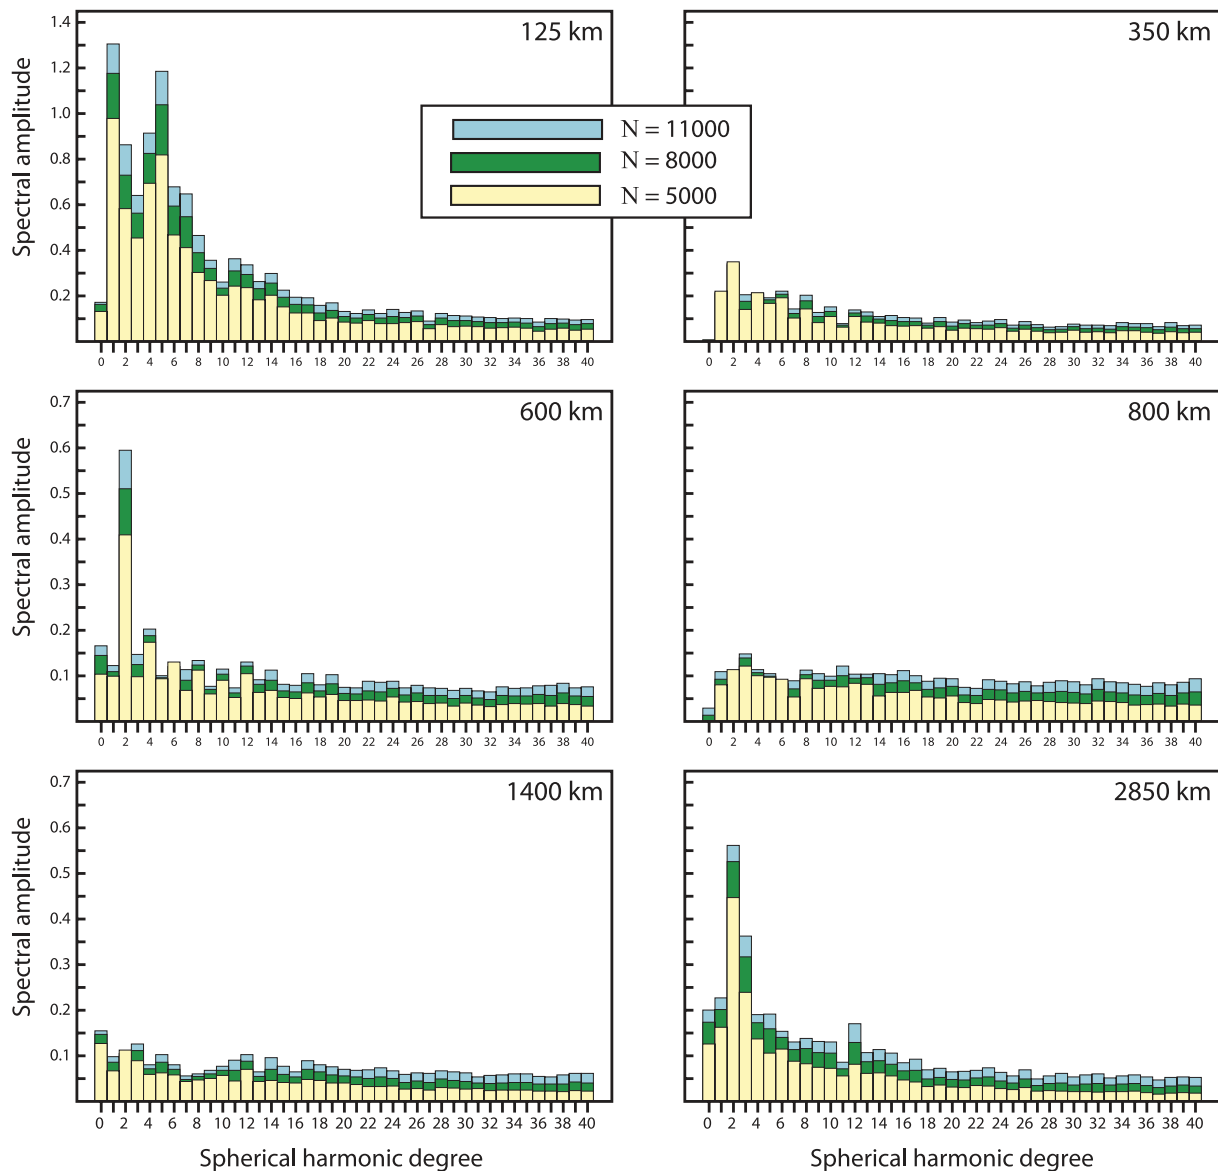 125 km
350 km
Spectral amplitude
1.4
1.2
1.0
0.8
0.6
0.4
0.2
N = 11000
N = 8000
N = 5000
0 2 4 6 8 10 12 14 16 18 20 22 24 26 28 30 32 34 36 38 40
0 2 4 6 8 10 12 14 16 18 20 22 24 26 28 30 32 34 36 38 40
600 km
800 km
Spectral amplitude
0.7
0.6
0.5
0.4
0.3
0.2
0.1
0 2 4 6 8 10 12 14 16 18 20 22 24 26 28 30 32 34 36 38 40
0 2 4 6 8 10 12 14 16 18 20 22 24 26 28 30 32 34 36 38 40
1400 km
2850 km
Spectral amplitude
0.7
0.6
0.5
0.4
0.3
0.2
0.1
0 2 4 6 8 10 12 14 16 18 20 22 24 26 28 30 32 34 36 38 40
0 2 4 6 8 10 12 14 16 18 20 22 24 26 28 30 32 34 36 38 40
Spherical harmonic degree
Spherical harmonic degree